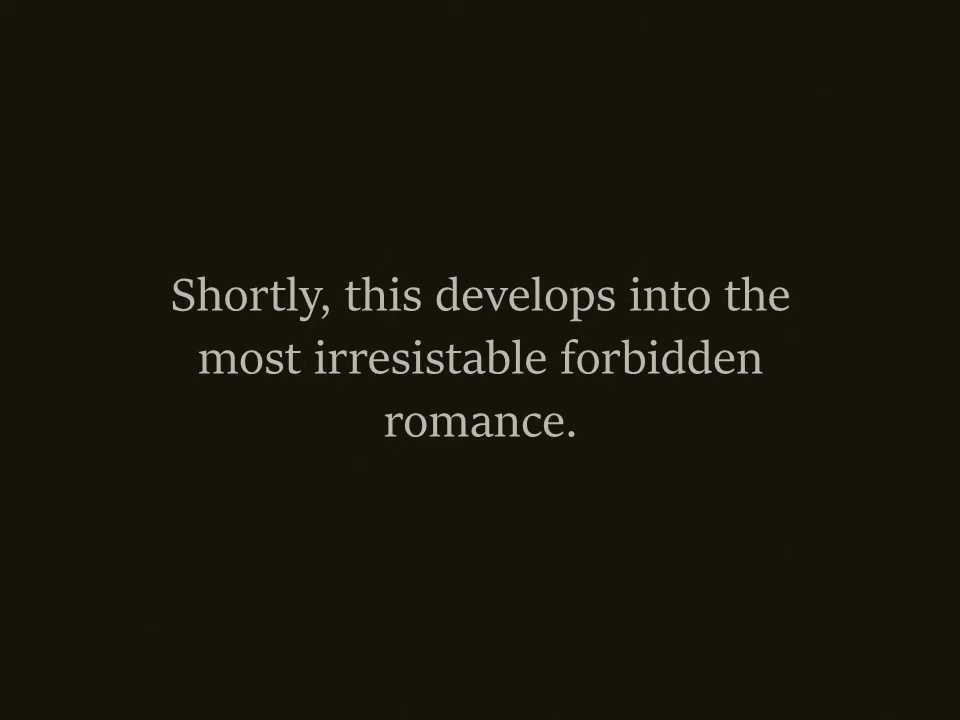 Shortly, this develops into the
most irresistable forbidden
romance.